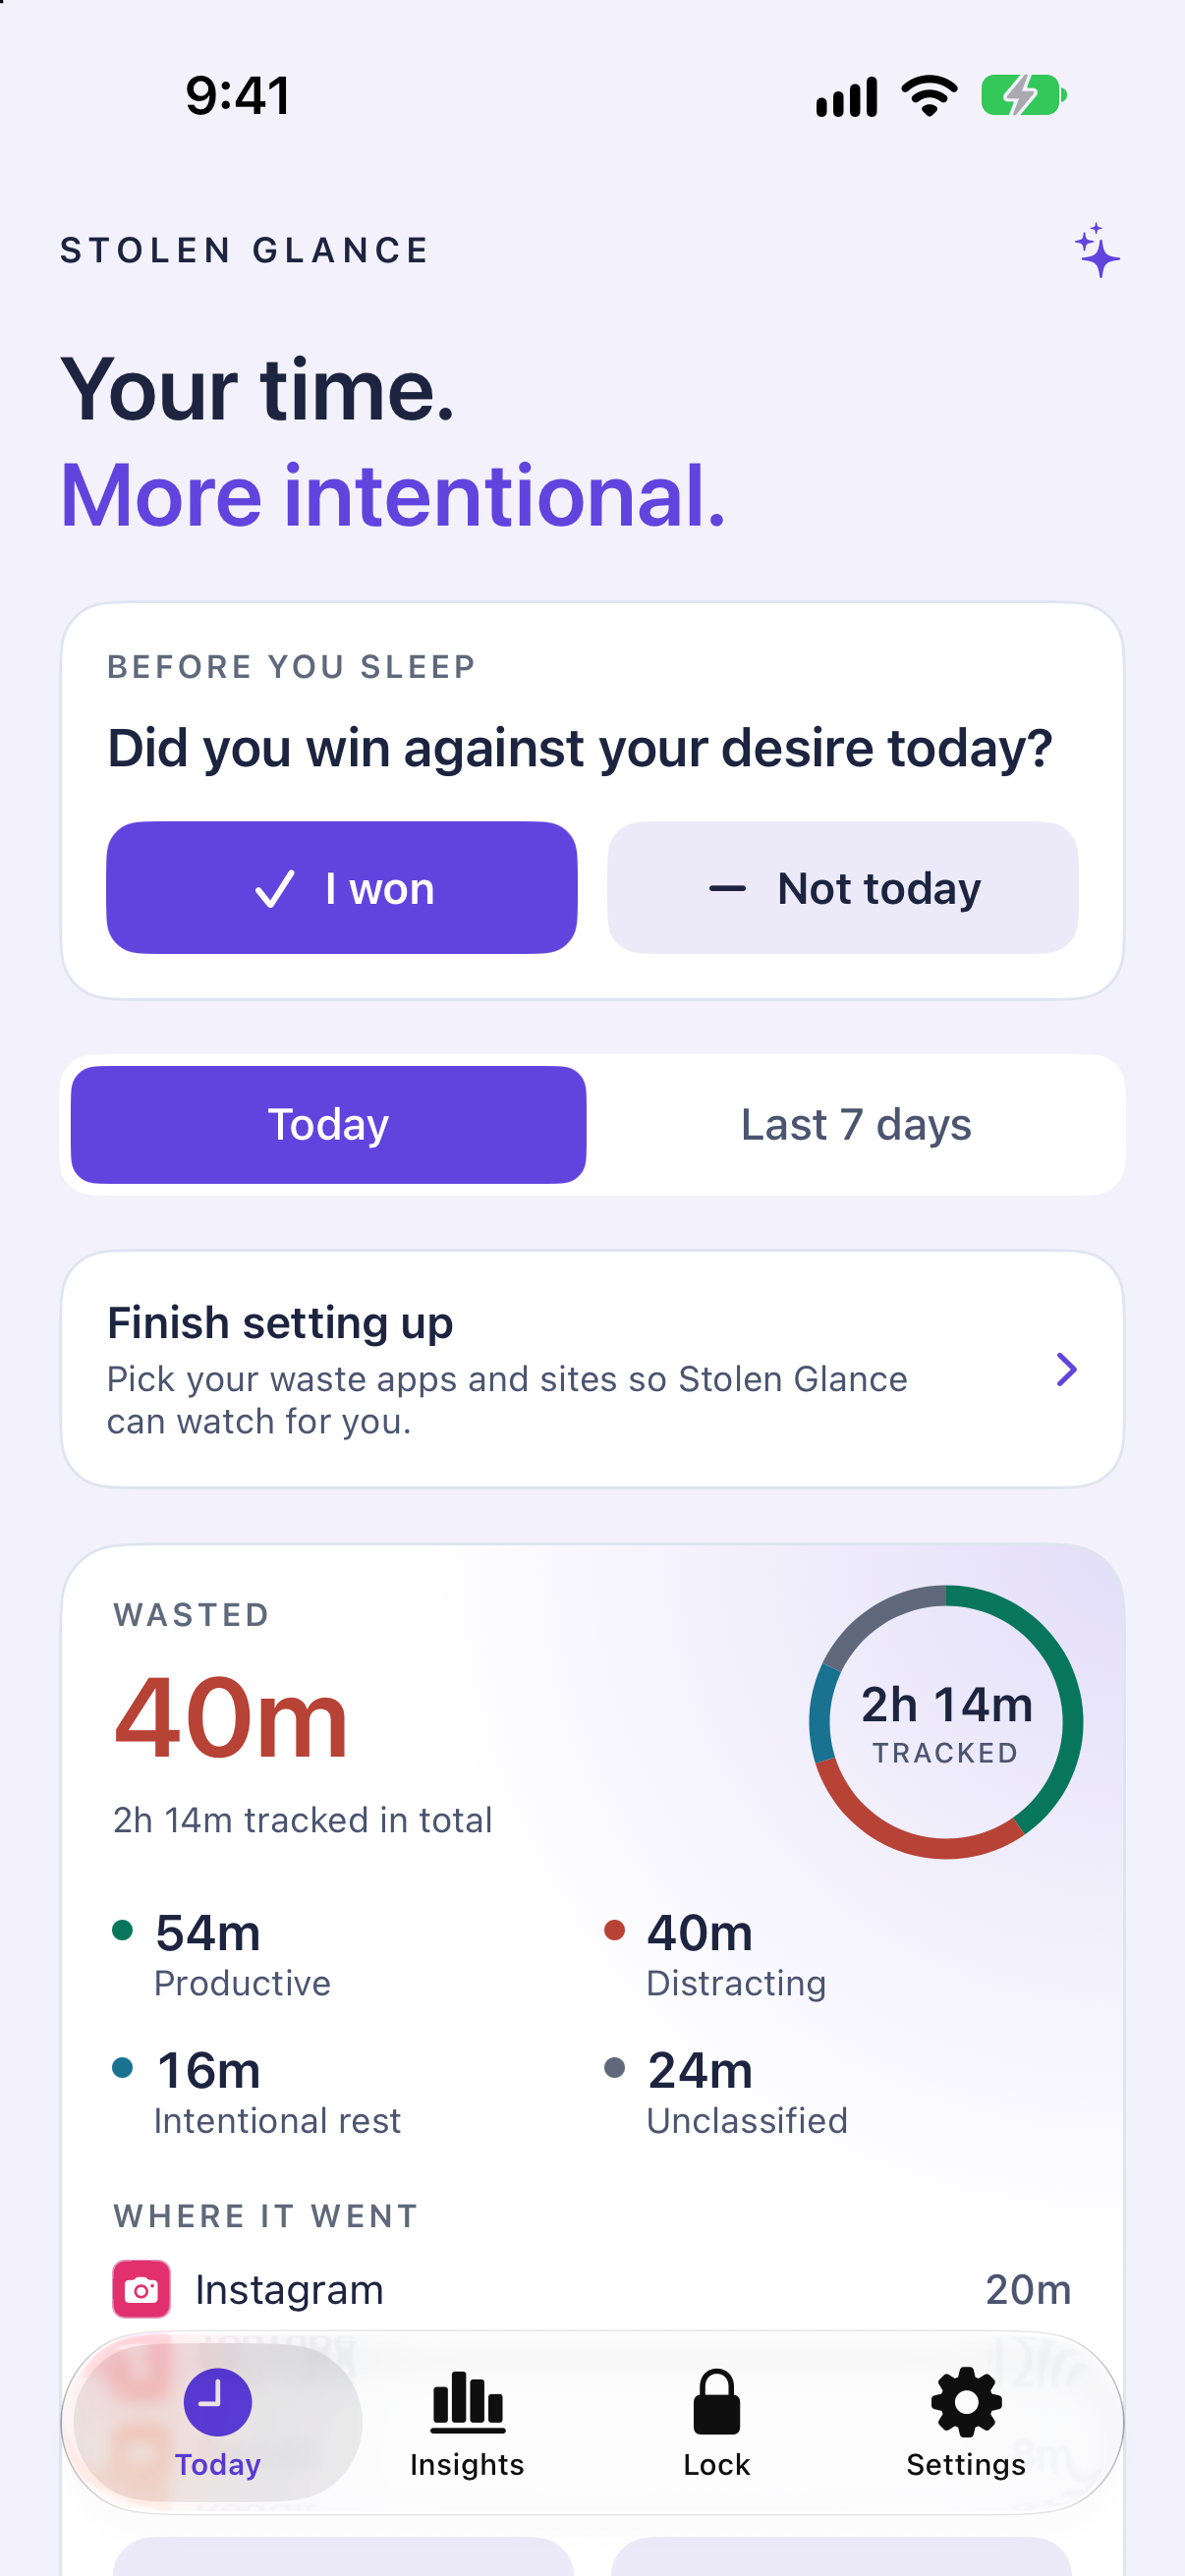 9:41
STOLEN GLANCE
Your time.
More intentional.
BEFORE YOU SLEEP
Did you win against your desire today?
I won
Not today
Today
Last 7 days
Finish setting up
Pick your waste apps and sites so Stolen Glance
can watch for you.
WASTED
40m
2h 14m tracked in total
2h 14m
TRACKED
54m
Productive
40m
Distracting
16m
Intentional rest
24m
Unclassified
WHERE IT WENT
Instagram
20m
Today
Insights
Lock
Settings